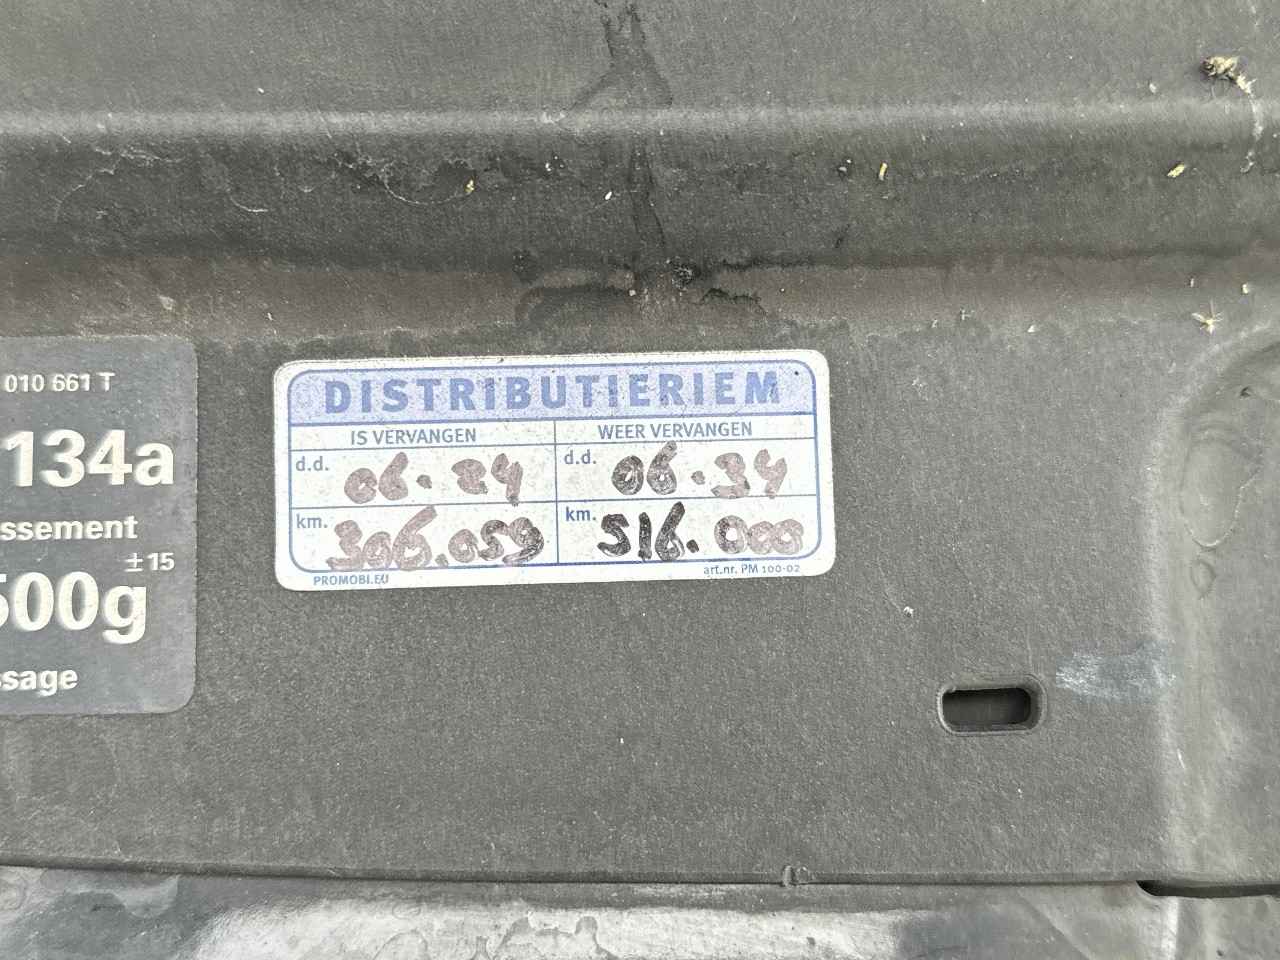 010 661 T
134a
ssement
±15
500g
ssage
DISTRIBUTIERIEM
IS VERVANGEN
WEER VERVANGEN
d.d. 06.24
d.d. 06.34
km. 306.059
km. 516.000
PROMOBI.EU
art.nr. PM 100-02